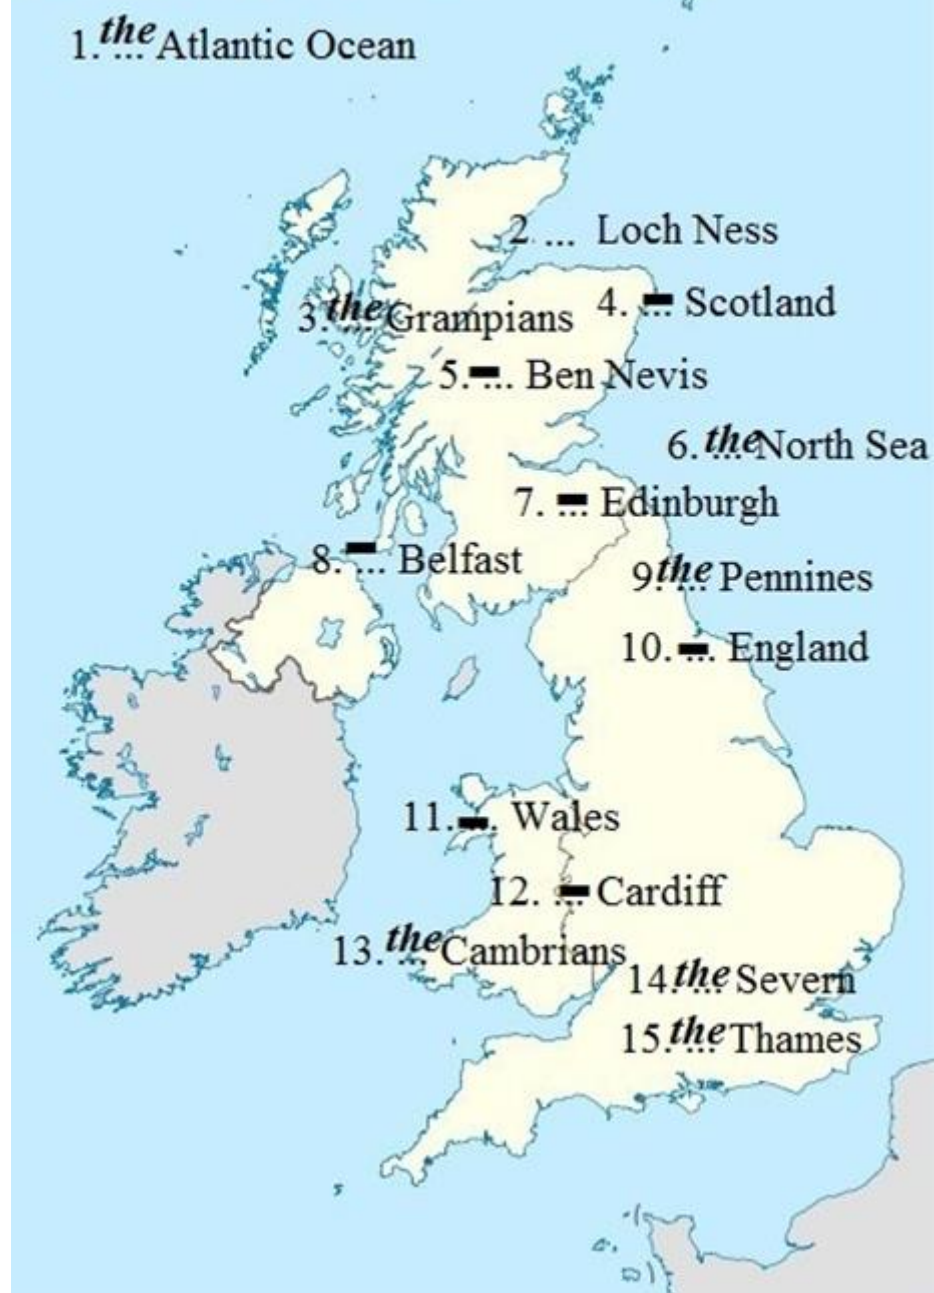 1. the ... Atlantic Ocean
2 ... Loch Ness
3. the ... Grampians
4. – ... Scotland
5. – ... Ben Nevis
6. the ... North Sea
7. – ... Edinburgh
8. – ... Belfast
9. the ... Pennines
10. – ... England
11. – ... Wales
12. – ... Cardiff
13. the ... Cambrians
14. the ... Severn
15. the ... Thames